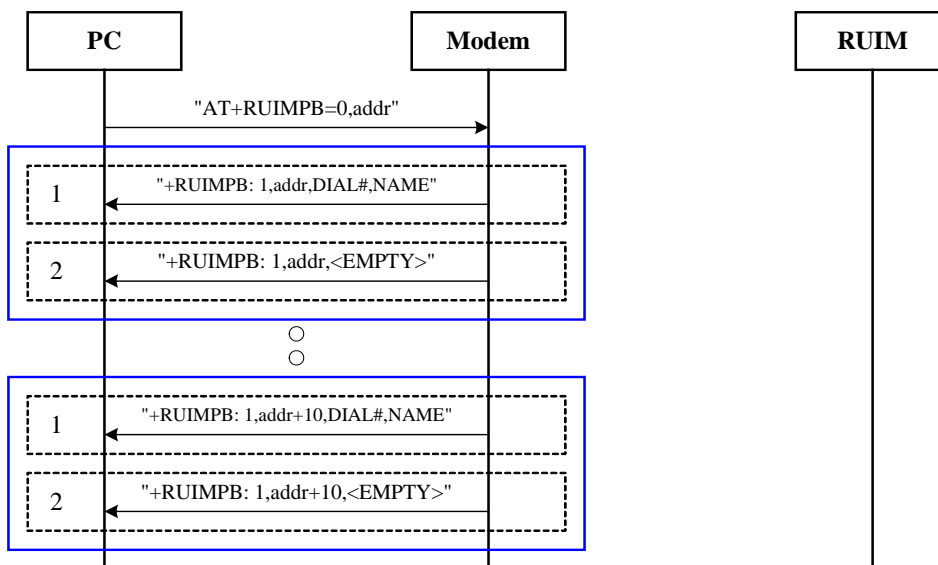 PC
Modem
RUIM
"AT+RUIMPB=0,addr"
1
"+RUIMPB: 1,addr,DIAL#,NAME"
2
"+RUIMPB: 1,addr,<EMPTY>"
1
"+RUIMPB: 1,addr+10,DIAL#,NAME"
2
"+RUIMPB: 1,addr+10,<EMPTY>"